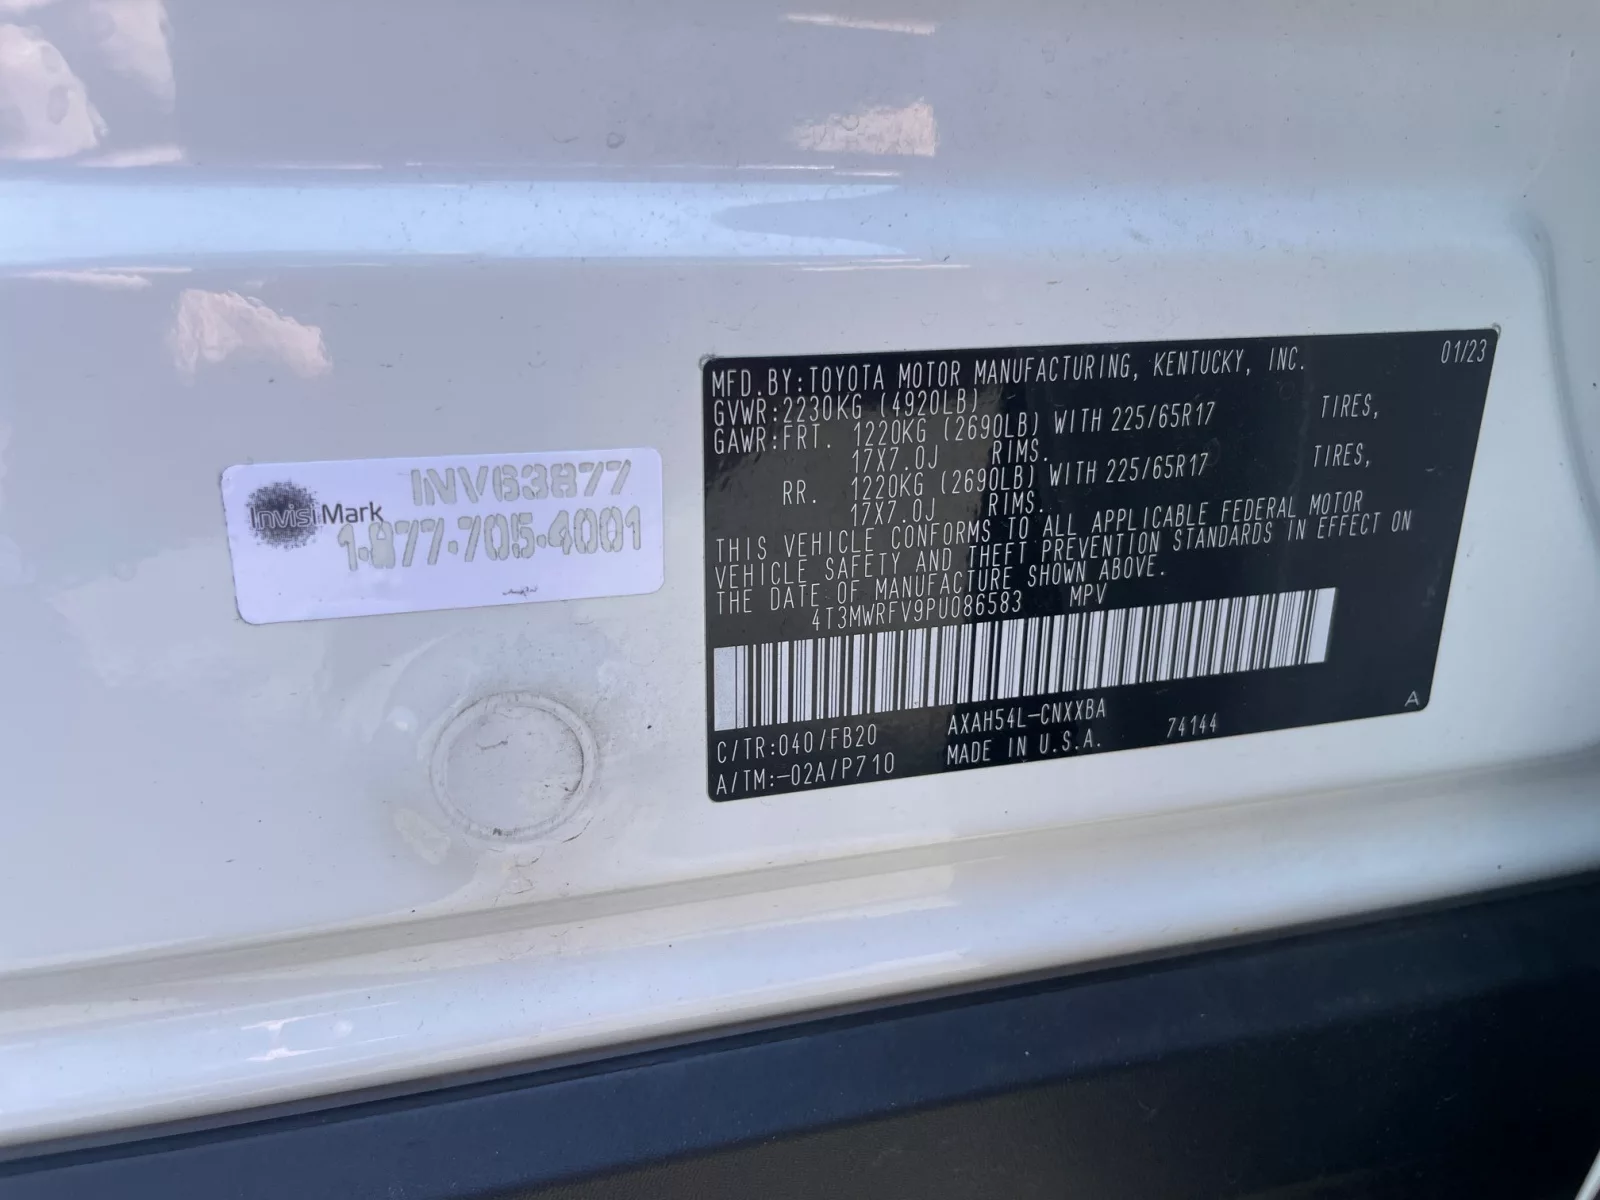 INV63877
InvisiMark
1-877-705-4001
MFD.BY:TOYOTA MOTOR MANUFACTURING, KENTUCKY, INC. 01/23
GVWR:2230KG (4920LB)
GAWR:FRT. 1220KG (2690LB) WITH 225/65R17 TIRES,
17X7.0J RIMS.
RR. 1220KG (2690LB) WITH 225/65R17 TIRES,
17X7.0J RIMS.
THIS VEHICLE CONFORMS TO ALL APPLICABLE FEDERAL MOTOR
VEHICLE SAFETY AND THEFT PREVENTION STANDARDS IN EFFECT ON
THE DATE OF MANUFACTURE SHOWN ABOVE.
4T3MWRFV9PU086583 MPV
C/TR:040/FB20 AXAH54L-CNXXBA 74144 A
A/TM:-02A/P710 MADE IN U.S.A.